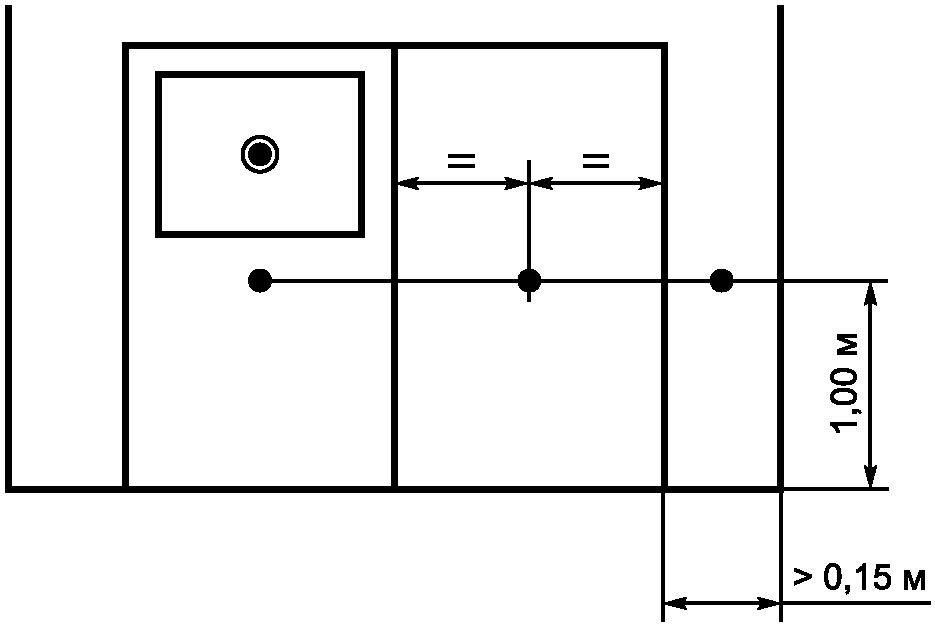 =
=
1,00 м
> 0,15 м